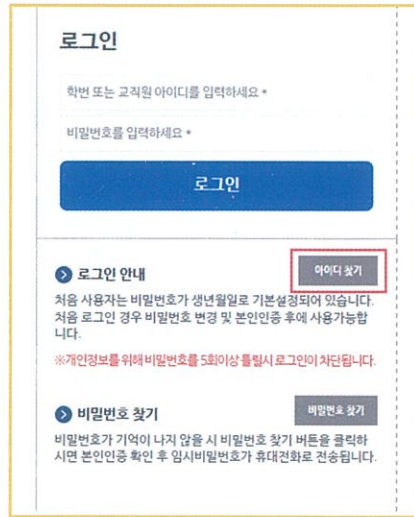 로그인
학번 또는 교직원 아이디를 입력하세요 *
비밀번호를 입력하세요 *
로그인
로그인 안내
아이디 찾기
처음 사용자는 비밀번호가 생년월일로 기본설정되어 있습니다.
처음 로그인 경우 비밀번호 변경 및 본인인증 후에 사용가능합
니다.
※개인정보를 위해 비밀번호를 5회이상 틀릴시 로그인이 차단됩니다.
비밀번호 찾기
비밀번호 찾기
비밀번호가 기억이 나지 않을 시 비밀번호 찾기 버튼을 클릭하
시면 본인인증 확인 후 임시비밀번호가 휴대전화로 전송됩니다.